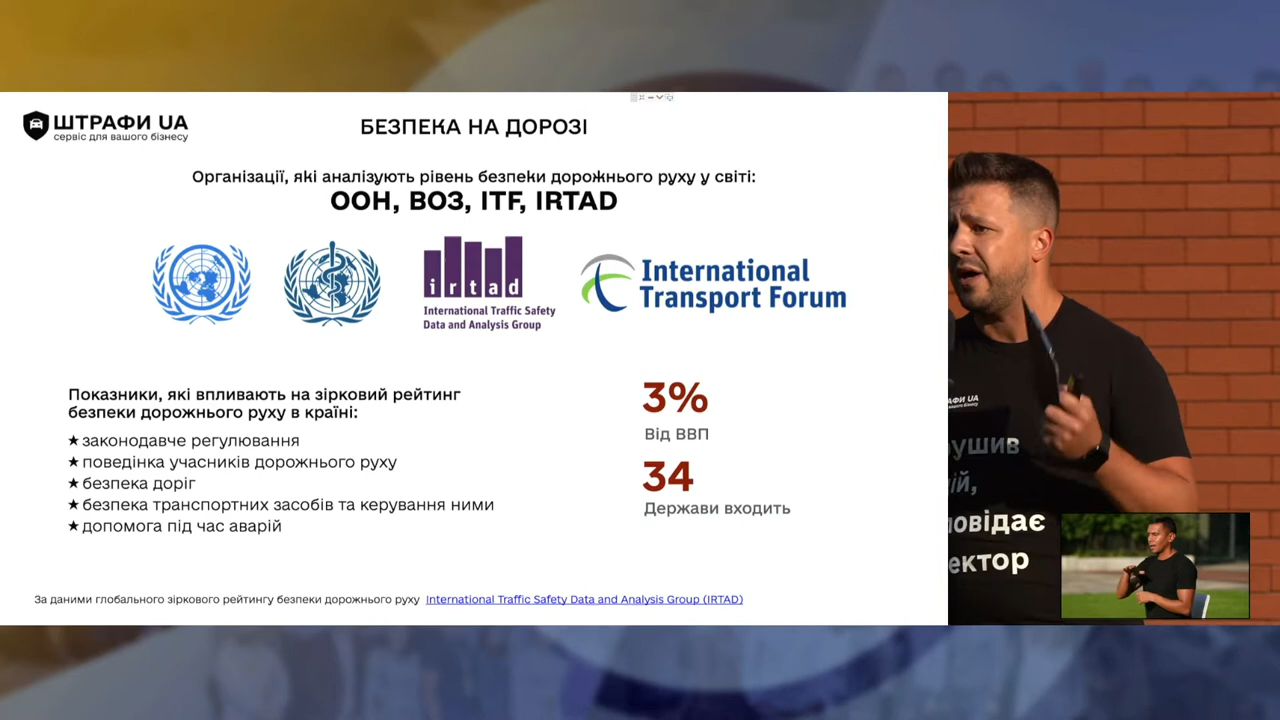 ШТРАФИ UA
сервіс для вашого бізнесу
БЕЗПЕКА НА ДОРОЗІ
Організації, які аналізують рівень безпеки дорожнього руху у світі:
ООН, ВОЗ, ITF, IRTAD
irtad
International Traffic Safety
Data and Analysis Group
International
Transport Forum
Показники, які впливають на зірковий рейтинг
безпеки дорожнього руху в країні:
★ законодавче регулювання
★ поведінка учасників дорожнього руху
★ безпека доріг
★ безпека транспортних засобів та керування ними
★ допомога під час аварій
3%
Від ВВП
34
Держави входить
За даними глобального зіркового рейтингу безпеки дорожнього руху International Traffic Safety Data and Analysis Group (IRTAD)
АФИ UA
ушив
ій,
овідає
ектор